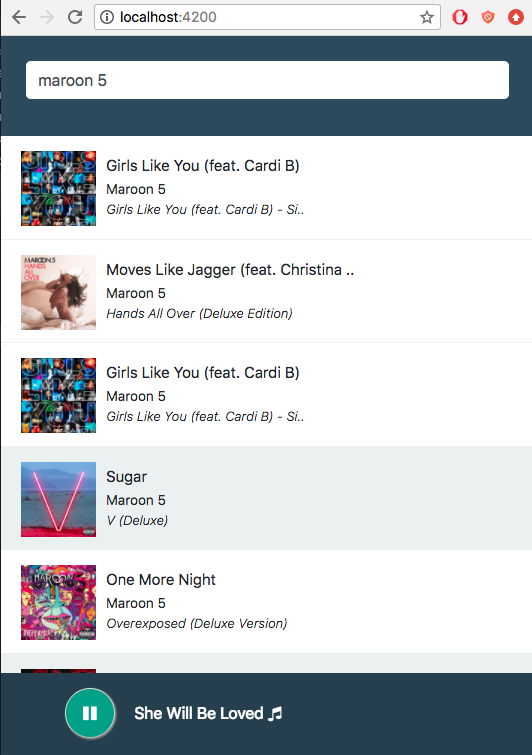 localhost:4200
maroon 5
Girls Like You (feat. Cardi B)
Maroon 5
Girls Like You (feat. Cardi B) - Si..
MAROON 5
HANDS
ALL
OVER
Moves Like Jagger (feat. Christina ..
Maroon 5
Hands All Over (Deluxe Edition)
Girls Like You (feat. Cardi B)
Maroon 5
Girls Like You (feat. Cardi B) - Si..
Sugar
Maroon 5
V (Deluxe)
MAROON 5
One More Night
Maroon 5
Overexposed (Deluxe Version)
She Will Be Loved 🎵